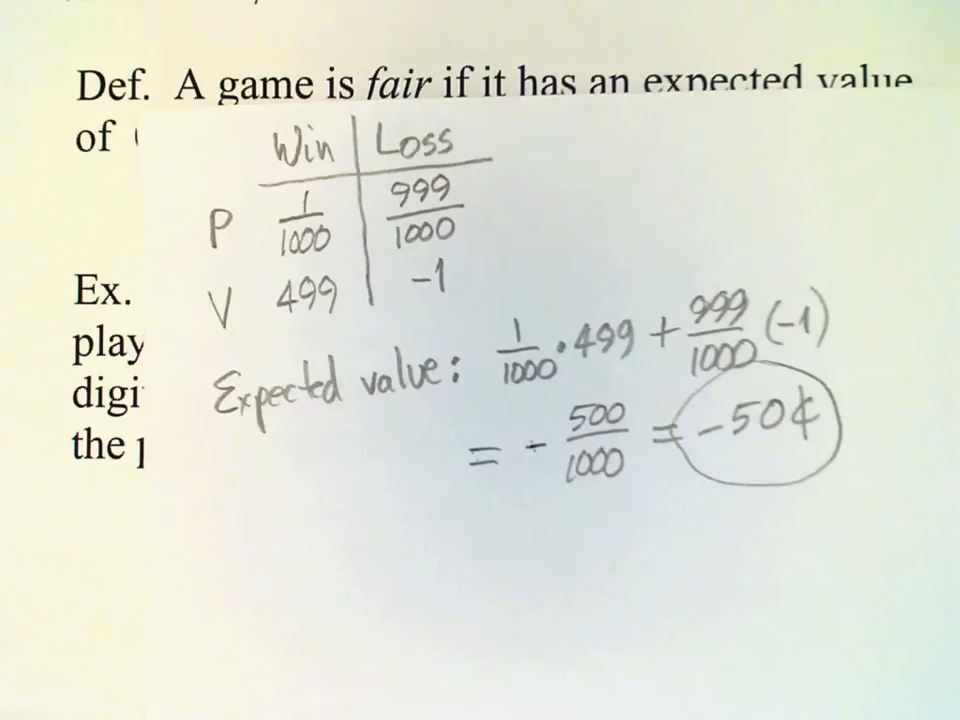 Def. A game is fair if it has an expected value
of
Win Loss
P 1/1000 999/1000
V 499 -1
Ex.
play
Expected value: 1/1000 · 499 + 999/1000 (-1)
digi
= - 500/1000 = -50¢
the